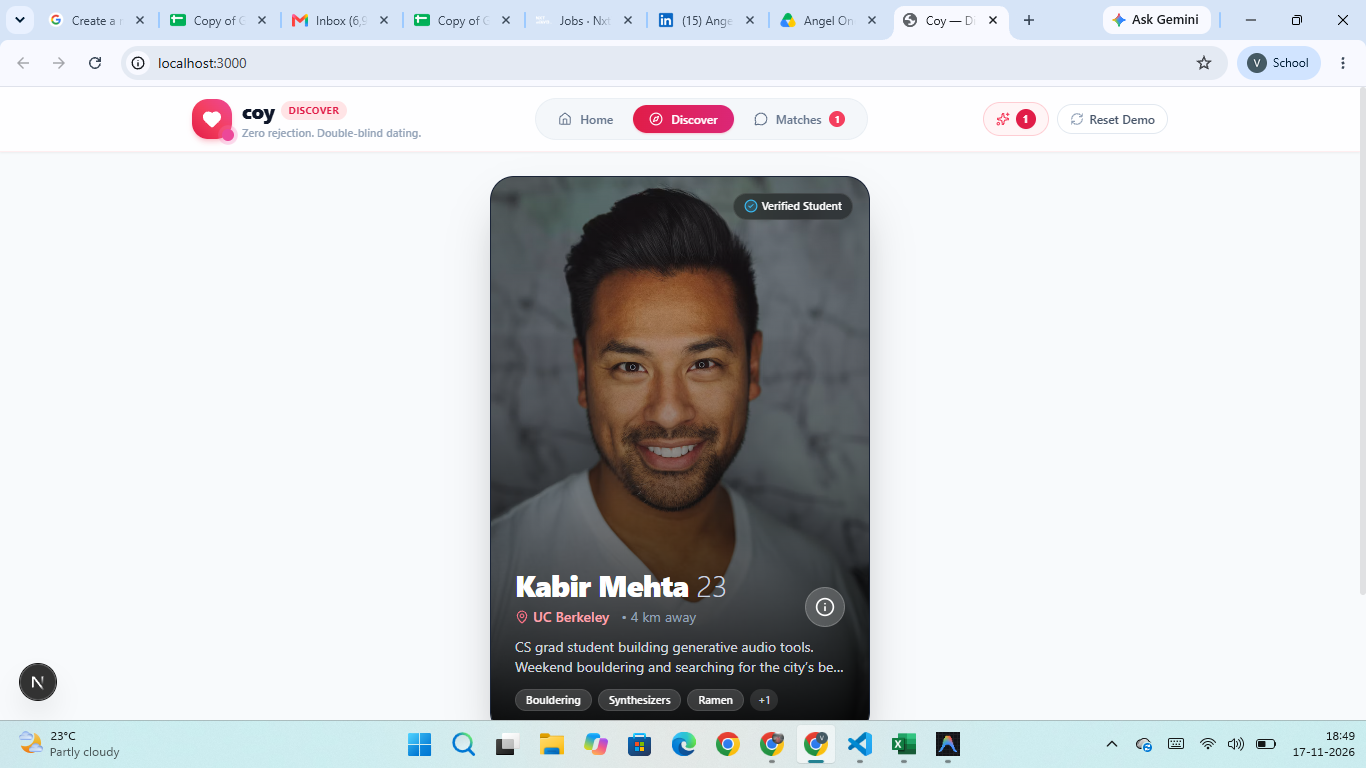 Create a r
Copy of G
Inbox (6,9
Copy of G
Jobs · Nxt
(15) Ange
Angel On
Coy — Di
Ask Gemini
localhost:3000
V School
coy DISCOVER
Zero rejection. Double-blind dating.
Home
Discover
Matches 1
1
Reset Demo
Verified Student
Kabir Mehta 23
UC Berkeley • 4 km away
CS grad student building generative audio tools.
Weekend bouldering and searching for the city’s be...
Bouldering Synthesizers Ramen +1
N
23°C
Partly cloudy
18:49
17-11-2026